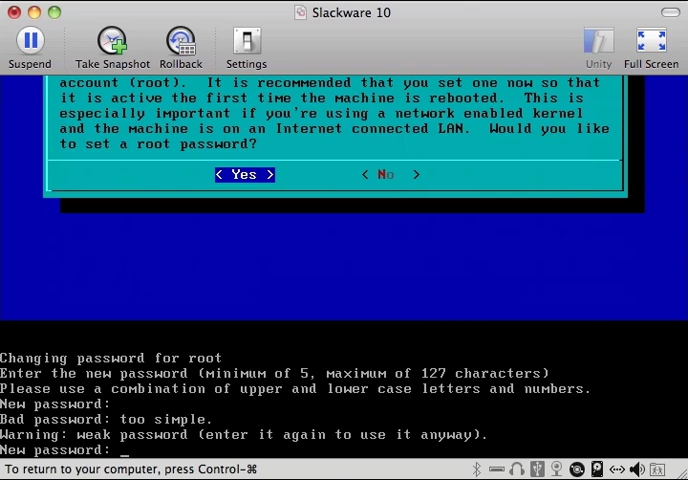 Slackware 10
Suspend
Take Snapshot
Rollback
Settings
Unity
Full Screen
account (root).  It is recommended that you set one now so that
it is active the first time the machine is rebooted.  This is
especially important if you're using a network enabled kernel
and the machine is on an Internet connected LAN.  Would you like
to set a root password?
< Yes >
< No >
Changing password for root
Enter the new password (minimum of 5, maximum of 127 characters)
Please use a combination of upper and lower case letters and numbers.
New password:
Bad password: too simple.
Warning: weak password (enter it again to use it anyway).
New password: _
To return to your computer, press Control-⌘